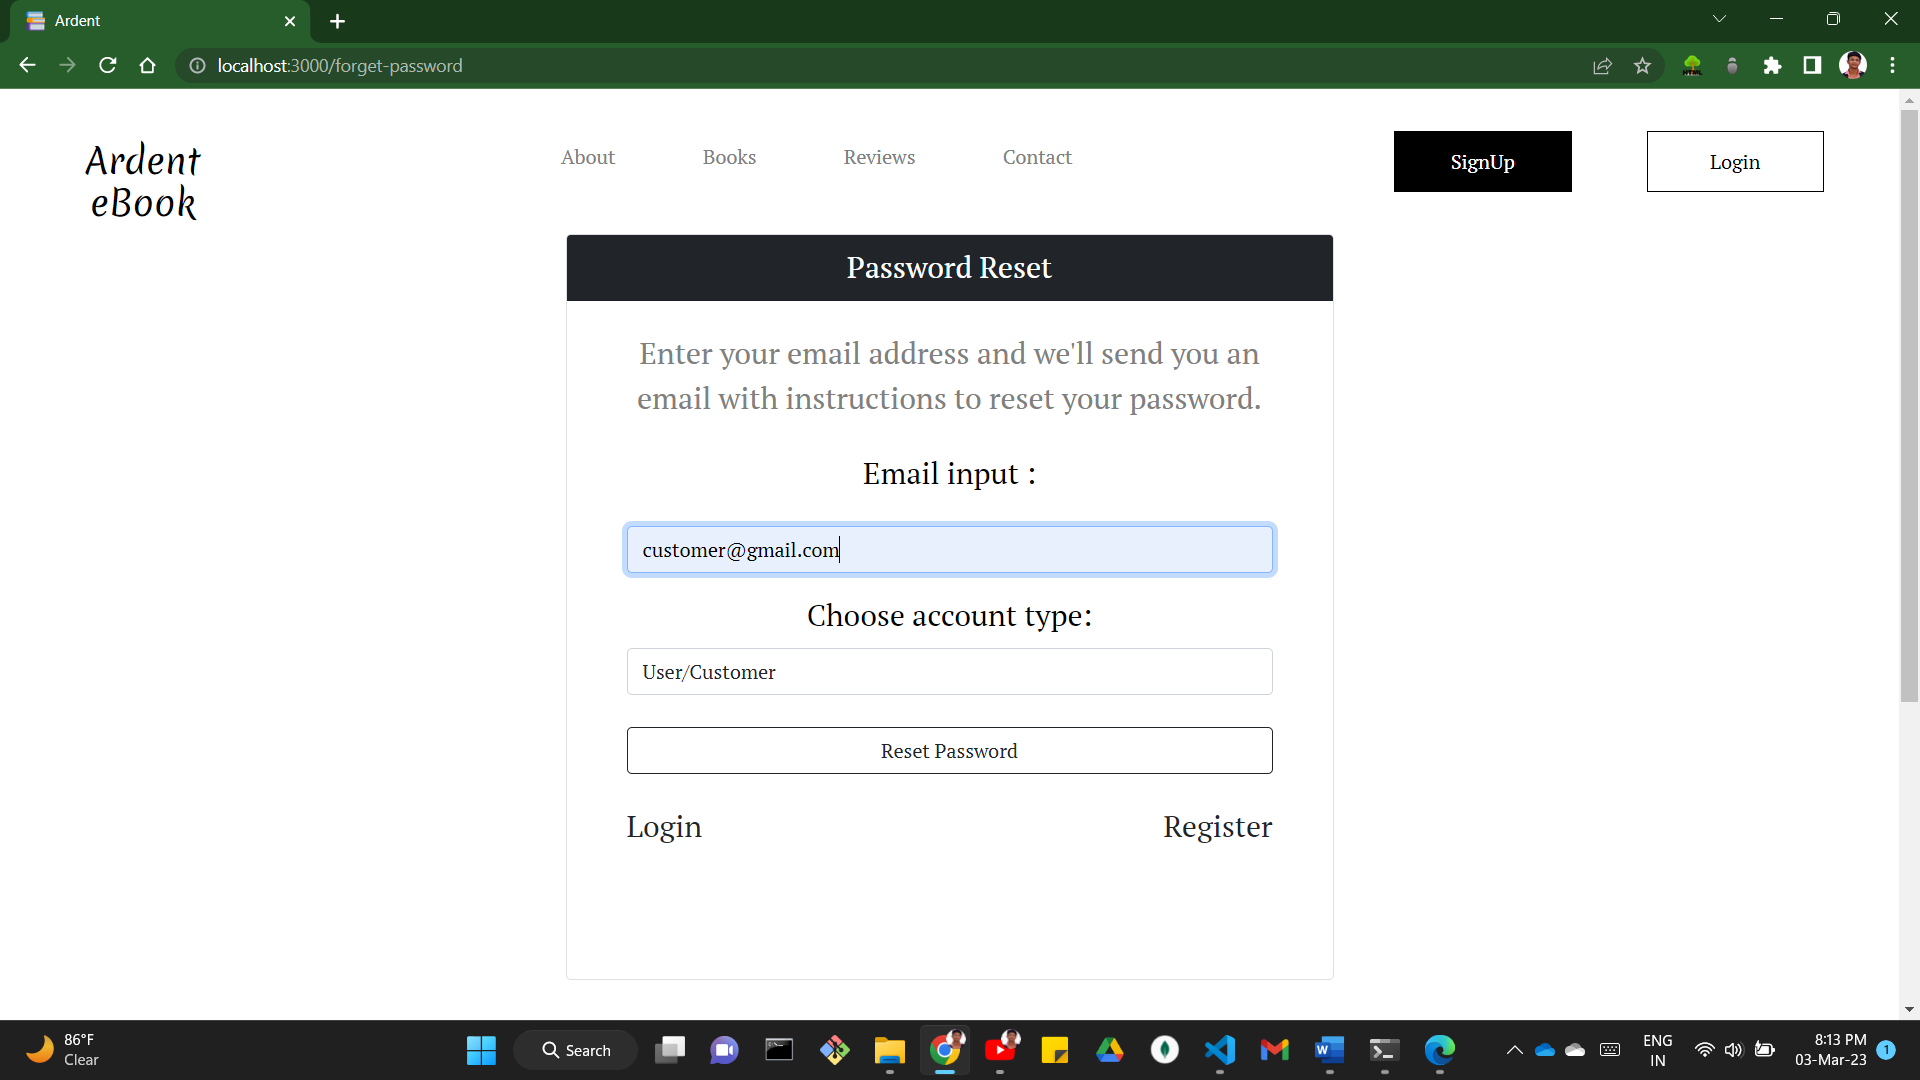 Ardent
localhost:3000/forget-password
HTML
Ardent
eBook
About
Books
Reviews
Contact
SignUp
Login
Password Reset
Enter your email address and we'll send you an
email with instructions to reset your password.
Email input :
customer@gmail.com
Choose account type:
User/Customer
Reset Password
Login
Register
86°F
Clear
Search
W
ENG
IN
8:13 PM
03-Mar-23
1